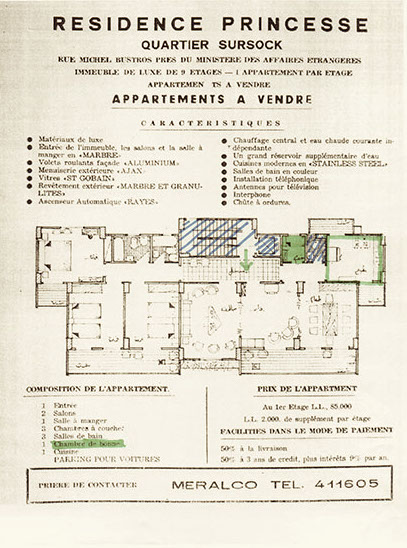 RESIDENCE PRINCESSE
QUARTIER SURSOCK
RUE MICHEL BUSTROS PRES DU MINISTERE DES AFFAIRES ETRANGERES
IMMEUBLE DE LUXE DE 9 ETAGES — 1 APPARTEMENT PAR ETAGE
APPARTEMEN TS A VENDRE
APPARTEMENTS A VENDRE
CARACTERISTIQUES
● Matériaux de luxe
● Entrée de l'immeuble, les salons et la salle à
manger en «MARBRE»
● Volets roulants façade «ALUMINIUM»
● Menuiserie extérieure «AJAX»
● Vitres «ST GOBAIN»
● Revêtement extérieur «MARBRE ET GRANU-
LITES»
● Ascenseur Automatique «RAYES»
● Chauffage central et eau chaude courante in-
dépendante
● Un grand réservoir supplémentaire d'eau
● Cuisines modernes en «STAINLESS STEEL»
● Salles de bain en couleur
● Installation téléphonique
● Antennes pour télévision
● Interphone
● Chûte à ordures.
COMPOSITION DE L'APPARTEMENT.
1 Entrée
2 Salons
1 Salle à manger
3 Chambres à coucher
3 Salles de bain
1 Chambre de bonne
1 Cuisine
PARKING POUR VOITURES
PRIX DE L'APPARTMENT
Au 1er Etage L.L. 85.000
L.L. 2.000. de supplément par étage
FACILITIES DANS LE MODE DE PAIEMENT
50% à la livraison
50% à 3 ans de credit, plus intérêts 9% par an.
PRIERE DE CONTACTER MERALCO TEL. 411605